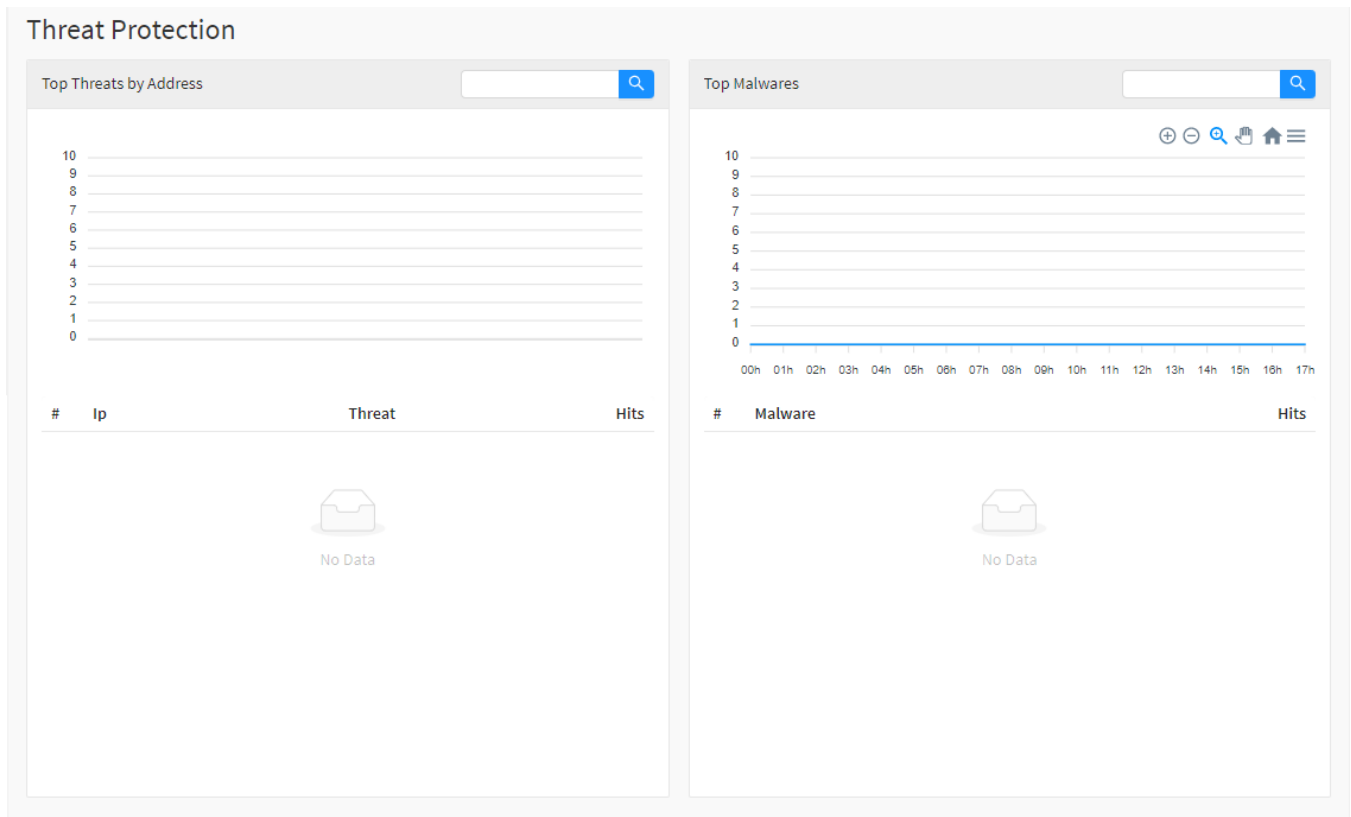 Threat Protection
Top Threats by Address
10
9
8
7
6
5
4
3
2
1
0
# Ip Threat Hits
No Data
Top Malwares
10
9
8
7
6
5
4
3
2
1
0
00h 01h 02h 03h 04h 05h 06h 07h 08h 09h 10h 11h 12h 13h 14h 15h 16h 17h
# Malware Hits
No Data